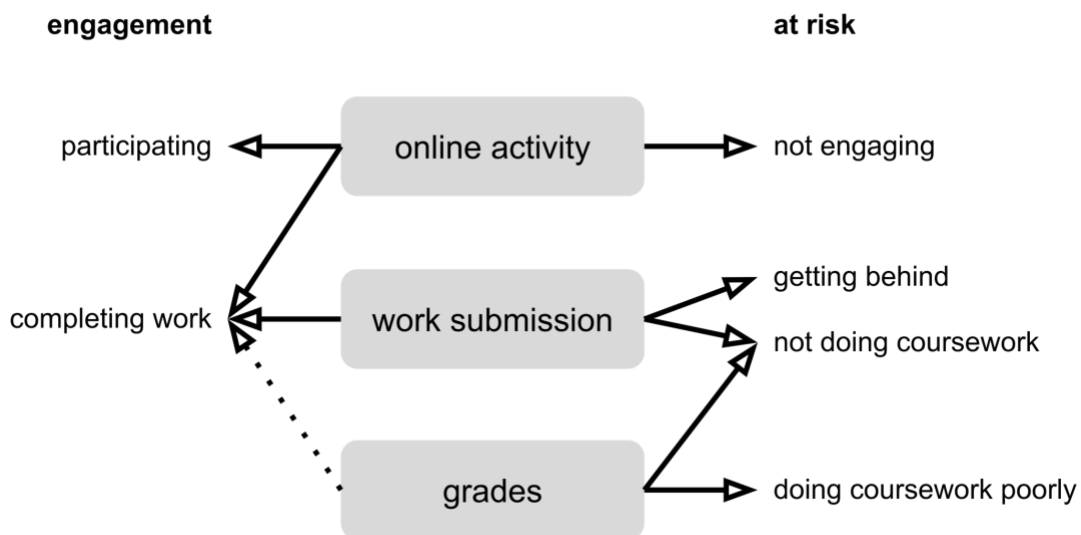 engagement
at risk
participating
online activity
not engaging
getting behind
completing work
work submission
not doing coursework
grades
doing coursework poorly